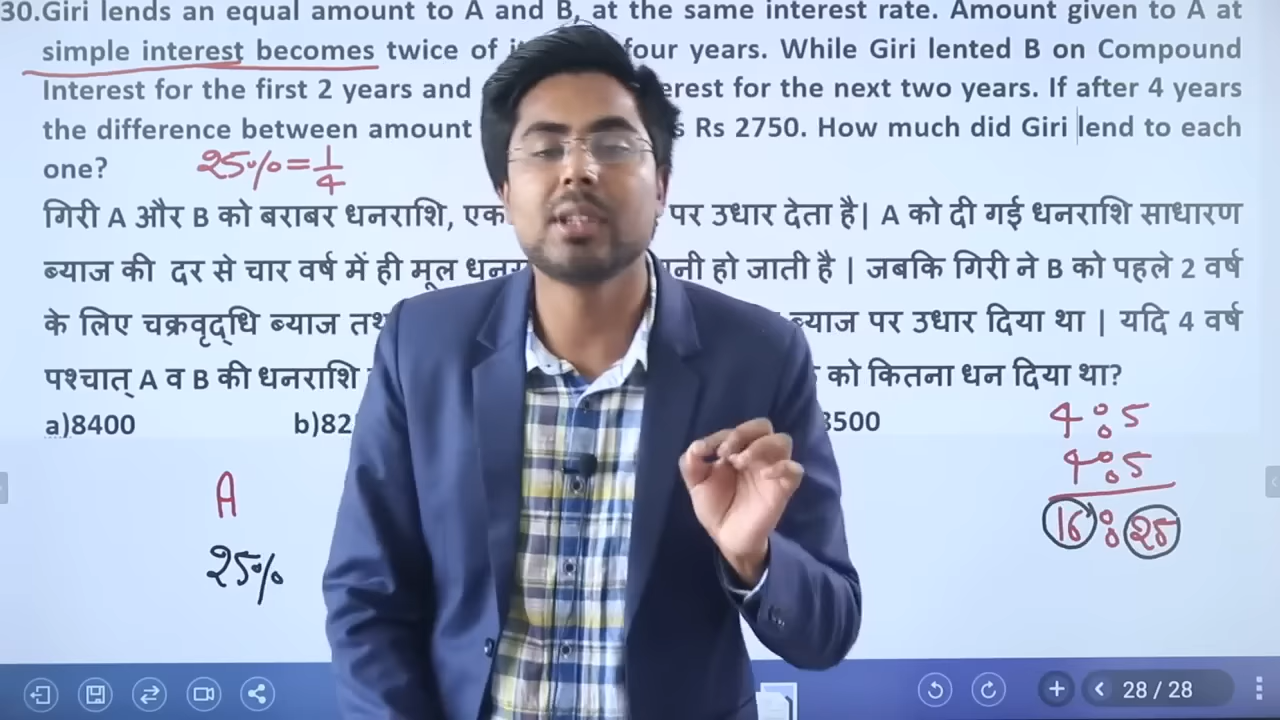 30.Giri lends an equal amount to A and B, at the same interest rate. Amount given to A at
simple interest becomes twice of four years. While Giri lented B on Compound
Interest for the first 2 years and for the next two years. If after 4 years
the difference between amount Rs 2750. How much did Giri lend to each
one?
25%=1/4
गिरी A और B को बराबर धनराशि, एक पर उधार देता है| A को दी गई धनराशि साधारण
ब्याज की दर से चार वर्ष में ही मूल हो जाती है | जबकि गिरी ने B को पहले 2 वर्ष
के लिए चक्रवृद्धि ब्याज ब्याज पर उधार दिया था | यदि 4 वर्ष
पश्चात् A व B की धनराशि को कितना धन दिया था?
a)8400 b)82 3500
4:5
4:5
16:25
A
25%
28 / 28